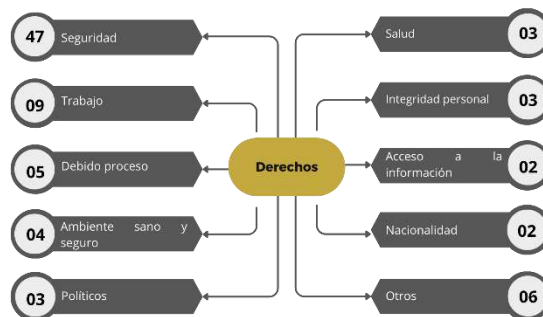 47
Seguridad
09
Trabajo
05
Debido proceso
04
Ambiente sano y
seguro
03
Políticos
Derechos
Salud
03
Integridad personal
03
Acceso a la
información
02
Nacionalidad
02
Otros
06